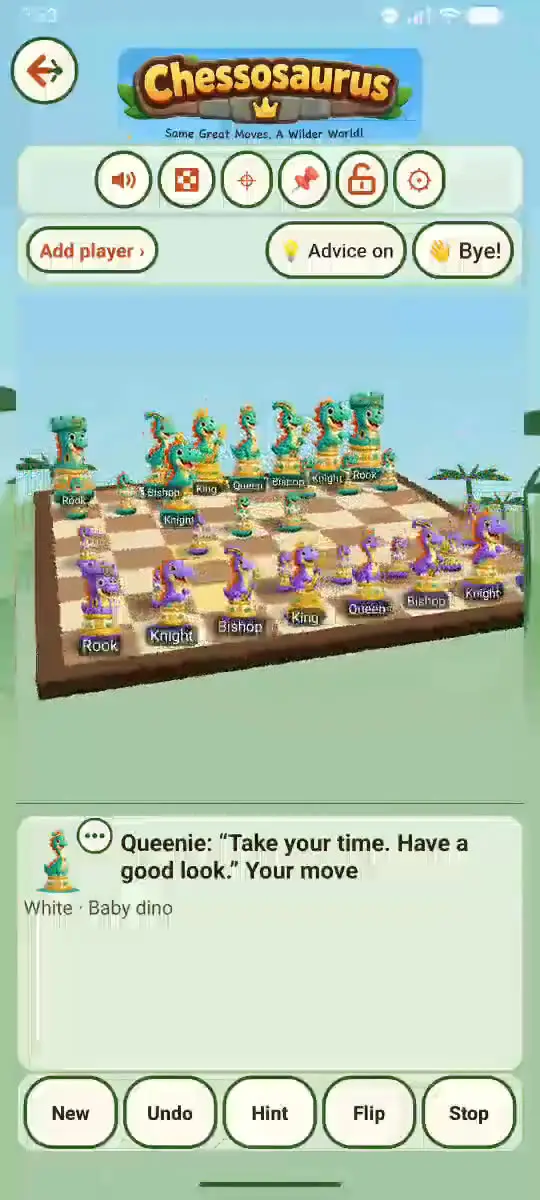 Chessosaurus
Same Great Moves, A Wilder World!
Add player ›
Advice on
Bye!
Rook
Bishop
King
Queen
Bishop
Knight
Rook
Knight
Rook
Knight
Bishop
King
Queen
Bishop
Knight
Queenie: “Take your time. Have a
good look.” Your move
White · Baby dino
New
Undo
Hint
Flip
Stop